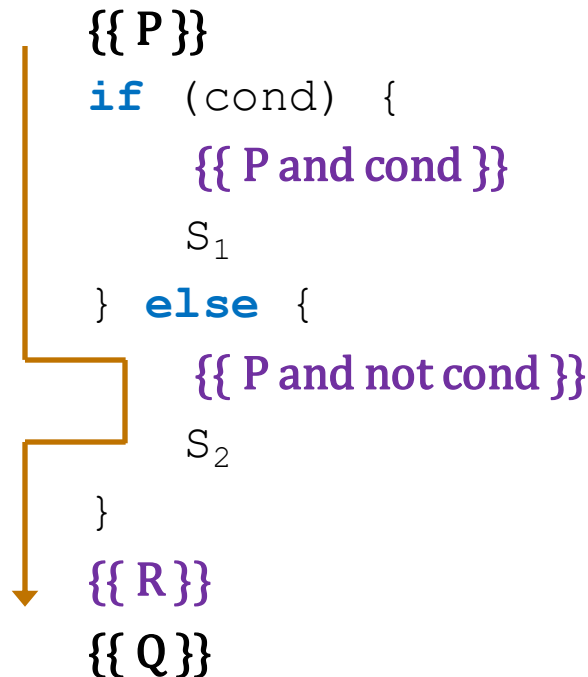 {{ P }}
if (cond) {
{{ P and cond }}
S₁
} else {
{{ P and not cond }}
S₂
}
{{ R }}
{{ Q }}